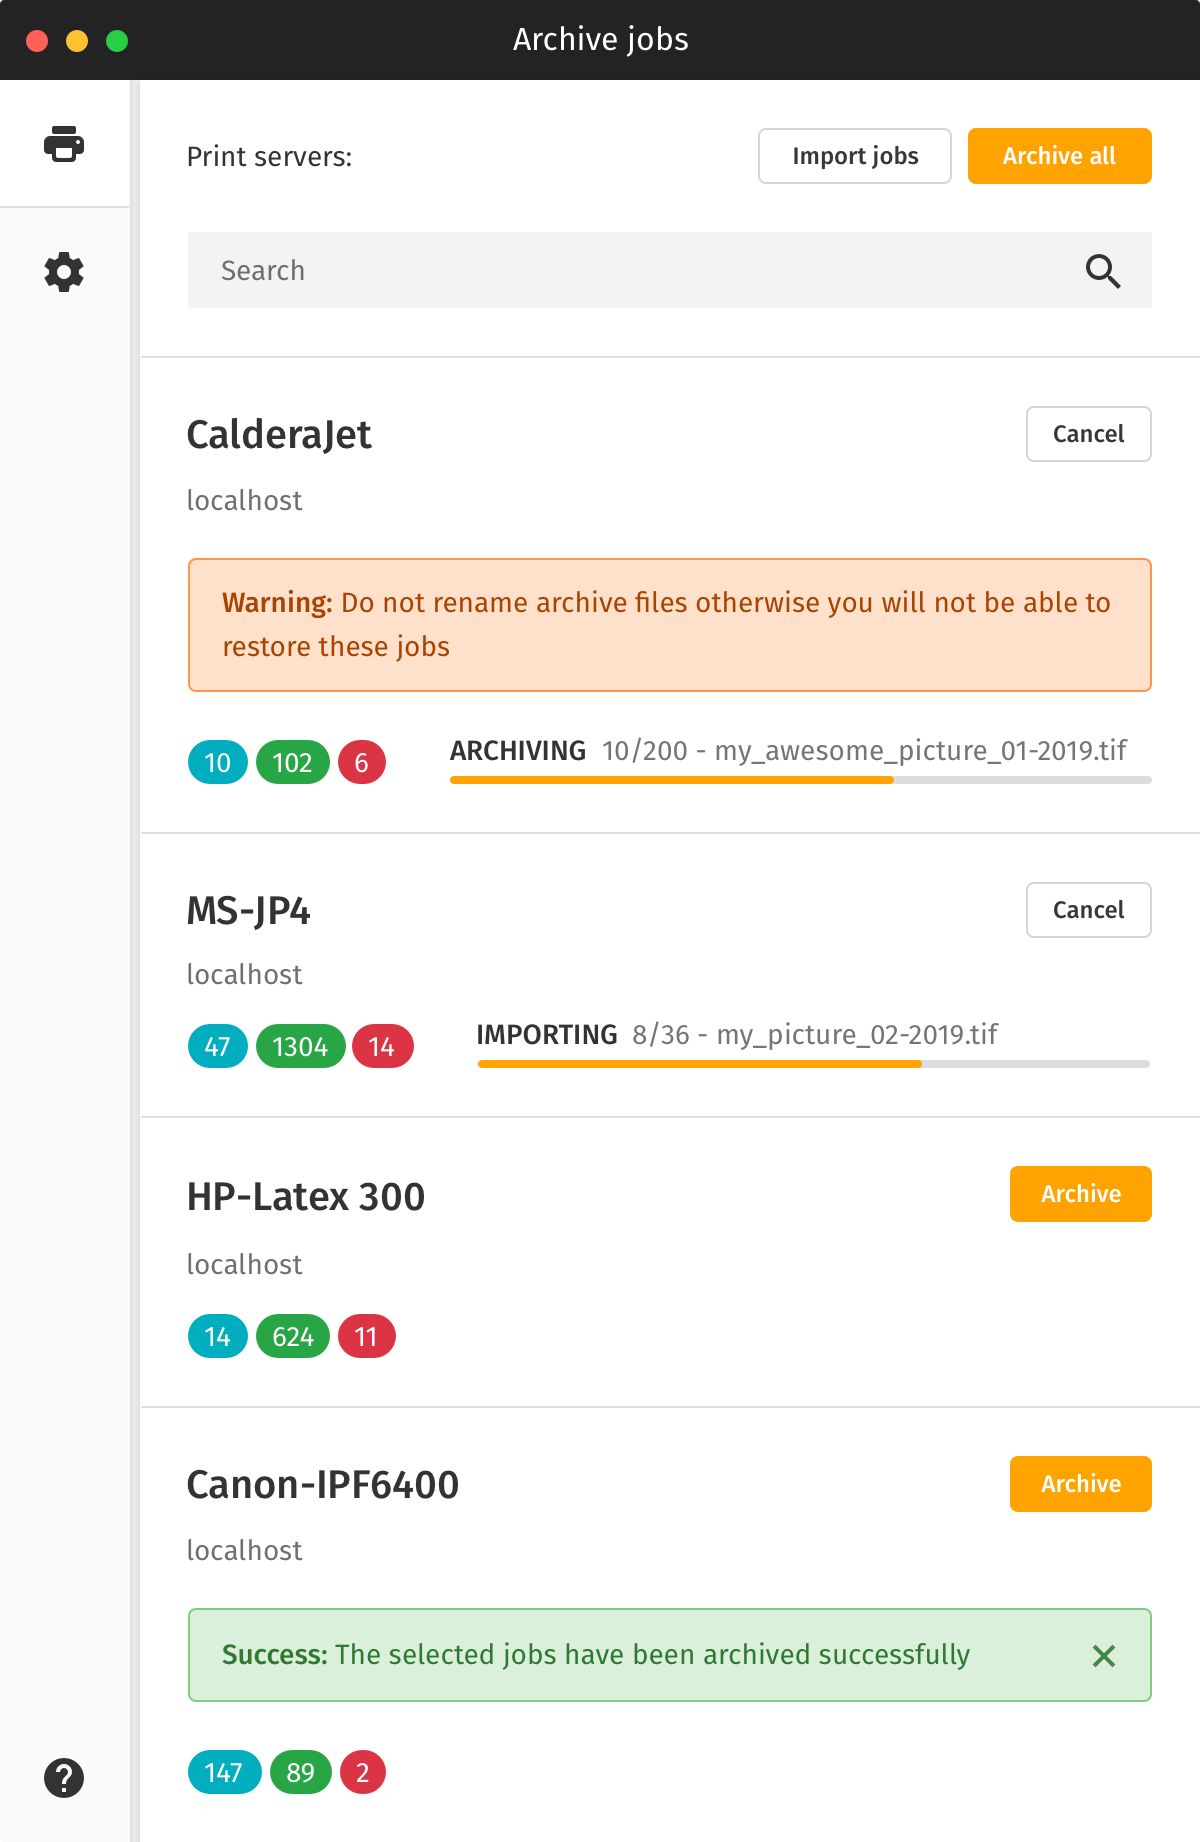 Archive jobs
Print servers:
Import jobs
Archive all
Search
CalderaJet
Cancel
localhost
Warning: Do not rename archive files otherwise you will not be able to
restore these jobs
10 102 6
ARCHIVING 10/200 - my_awesome_picture_01-2019.tif
MS-JP4
Cancel
localhost
47 1304 14
IMPORTING 8/36 - my_picture_02-2019.tif
HP-Latex 300
Archive
localhost
14 624 11
Canon-IPF6400
Archive
localhost
Success: The selected jobs have been archived successfully
147 89 2